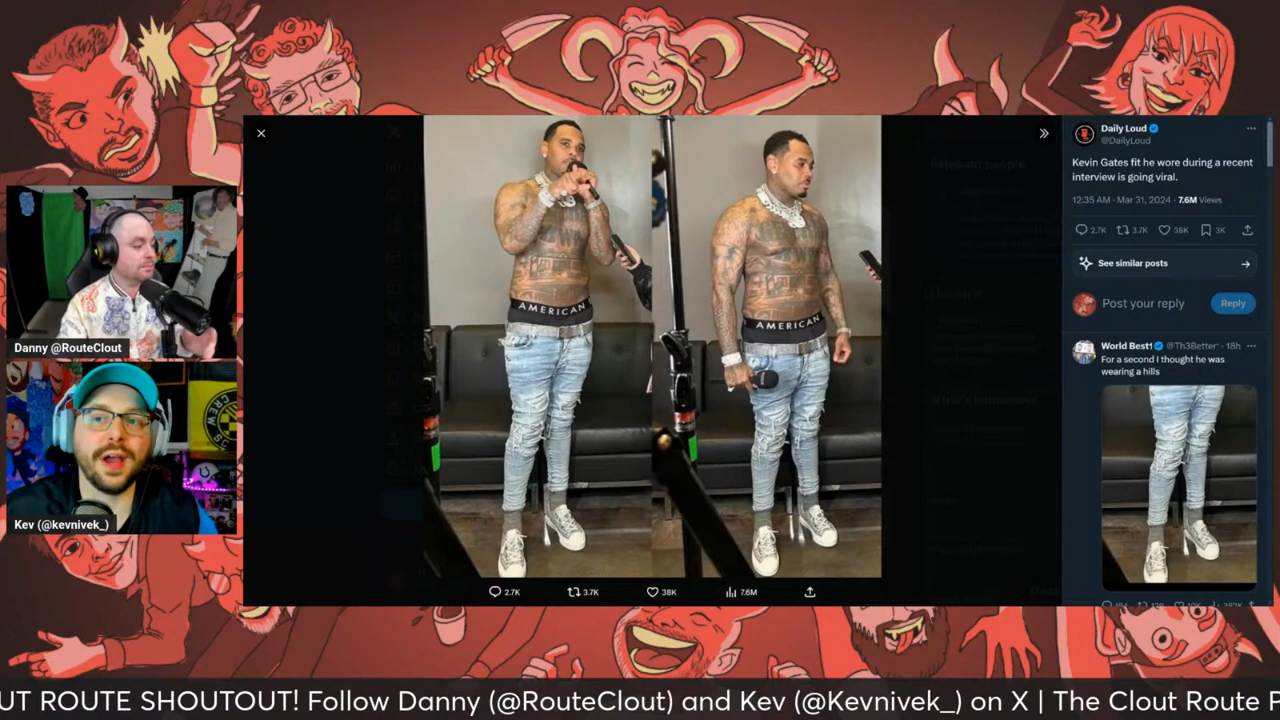 Daily Loud
@DailyLoud
Kevin Gates fit he wore during a recent
interview is going viral.
12:35 AM · Mar 31, 2024 · 7.6M Views
2.7K 3.7K 38K 3K
See similar posts
Post your reply
Reply
World Best1 @Th3Better · 18h
For a second I thought he was
wearing a hills
AMERICAN
AMERICAN
2.7K 3.7K 38K 7.6M
CREW
Danny @RouteClout
Kev (@kevnivek_)
UT ROUTE SHOUTOUT! Follow Danny (@RouteClout) and Kev (@Kevnivek_) on X | The Clout Route P